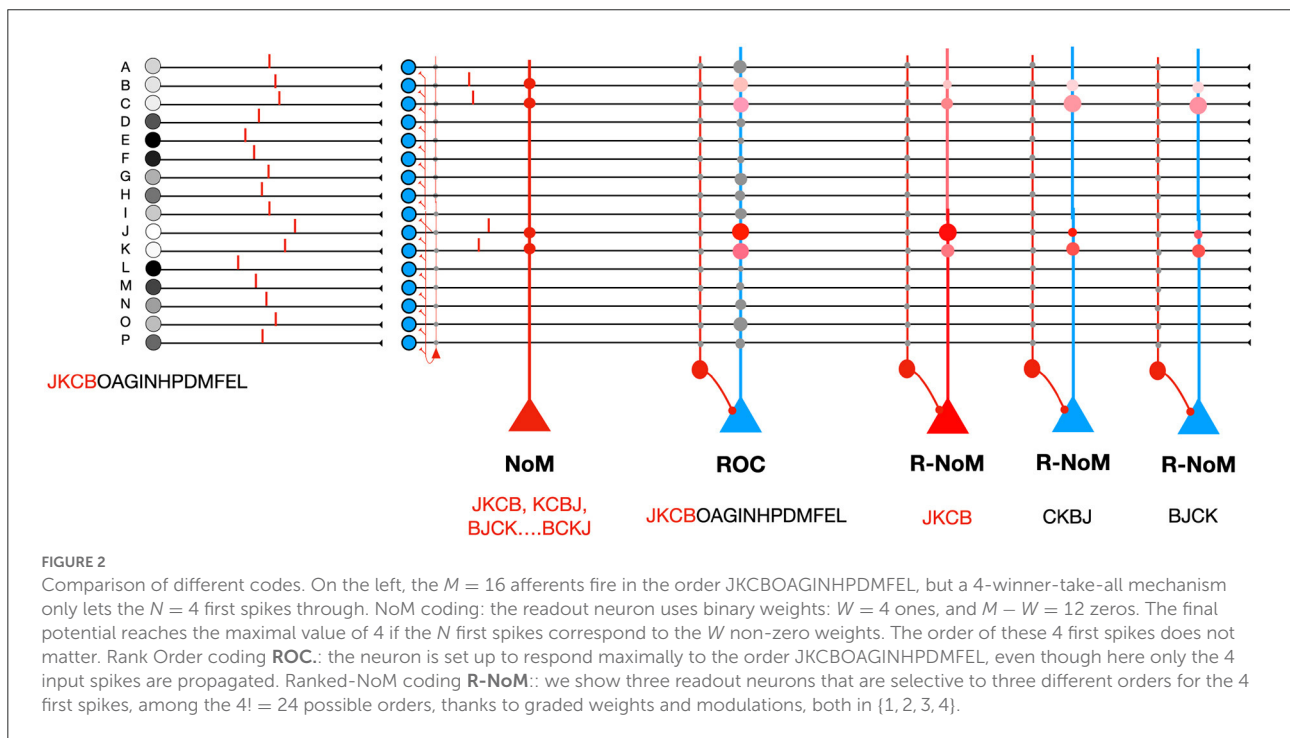 A
B
C
D
E
F
G
H
I
J
K
L
M
N
O
P
JKCBOAGINHPDMFEL
NoM
ROC
R-NoM
R-NoM
R-NoM
JKCB, KCBJ,
BJCK....BCKJ
JKCBOAGINHPDMFEL
JKCB
CKBJ
BJCK
FIGURE 2
Comparison of different codes. On the left, the M = 16 afferents fire in the order JKCBOAGINHPDMFEL, but a 4-winner-take-all mechanism
only lets the N = 4 first spikes through. NoM coding: the readout neuron uses binary weights: W = 4 ones, and M − W = 12 zeros. The final
potential reaches the maximal value of 4 if the N first spikes correspond to the W non-zero weights. The order of these 4 first spikes does not
matter. Rank Order coding ROC.: the neuron is set up to respond maximally to the order JKCBOAGINHPDMFEL, even though here only the 4
input spikes are propagated. Ranked-NoM coding R-NoM:: we show three readout neurons that are selective to three different orders for the 4
first spikes, among the 4! = 24 possible orders, thanks to graded weights and modulations, both in {1, 2, 3, 4}.